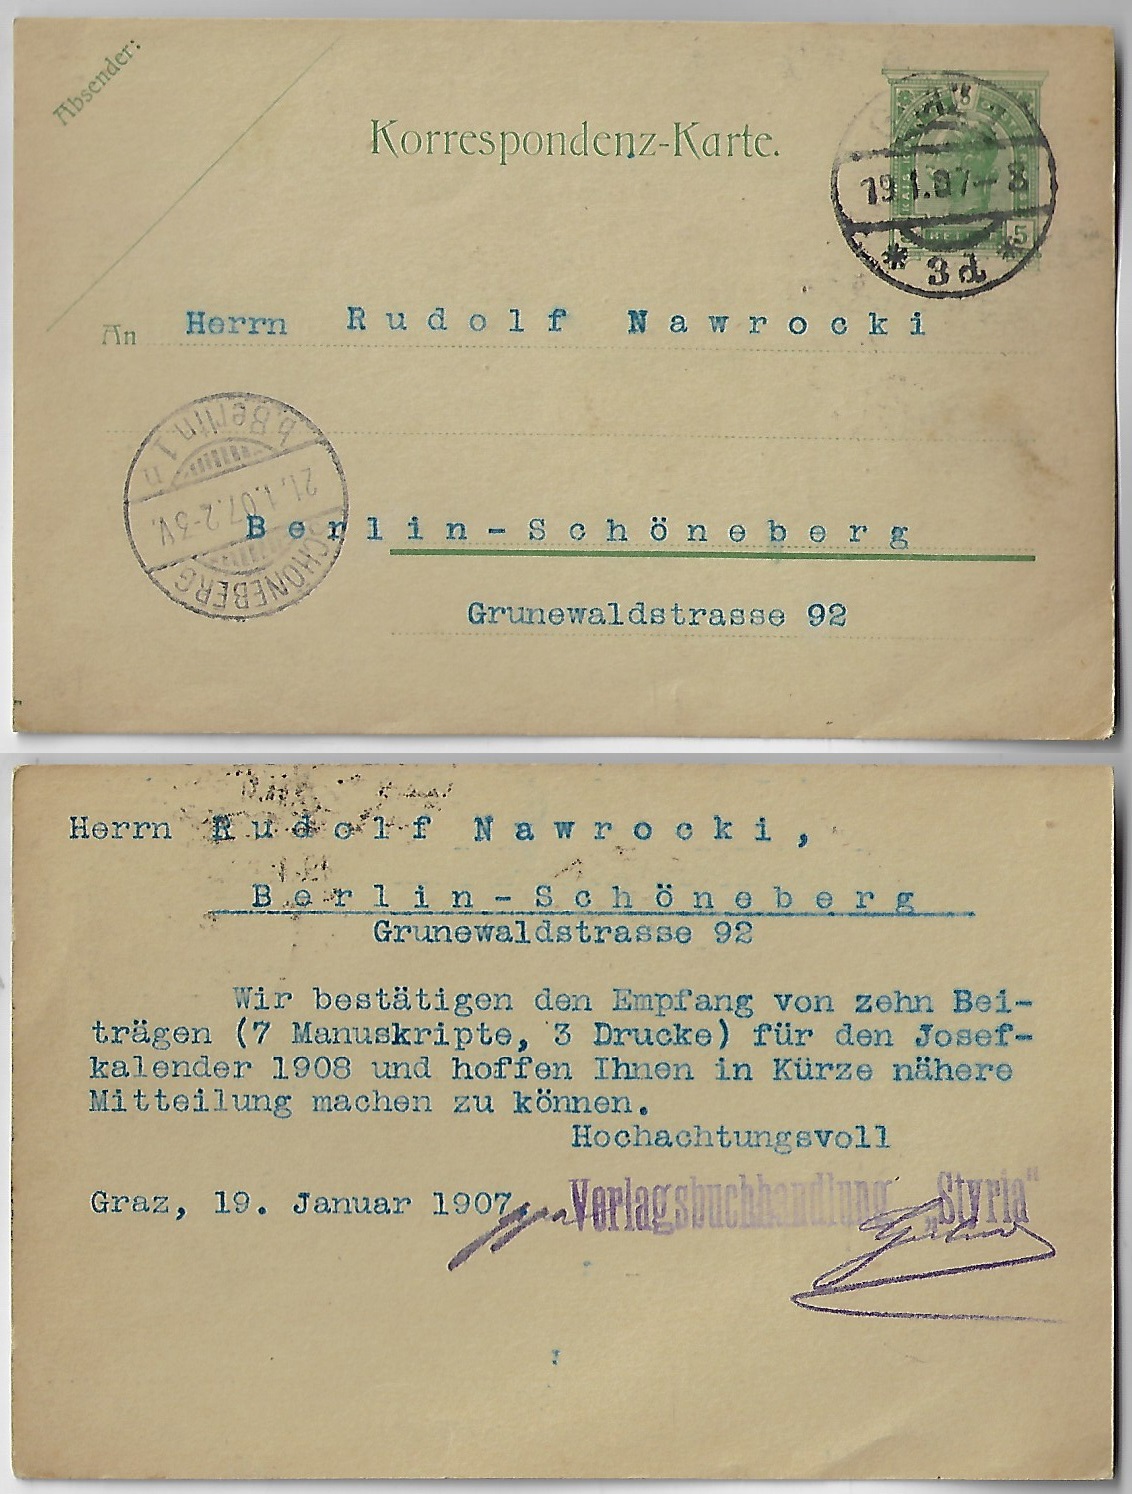 Absender:
Korrespondenz-Karte.
19.1.07-8
* 3d *
5
An Herrn Rudolf Nawrocki
b. Berlin. 1
21.1.07.2-3V.
SCHÖNEBERG
Berlin-Schöneberg
Grunewaldstrasse 92
Herrn Rudolf Nawrocki,
Berlin-Schöneberg
Grunewaldstrasse 92
Wir bestätigen den Empfang von zehn Bei-
trägen (7 Manuskripte, 3 Drucke) für den Josef-
kalender 1908 und hoffen Ihnen in Kürze nähere
Mitteilung machen zu können.
Hochachtungsvoll
Graz, 19. Januar 1907. Verlagsbuchhandlung „Styria"